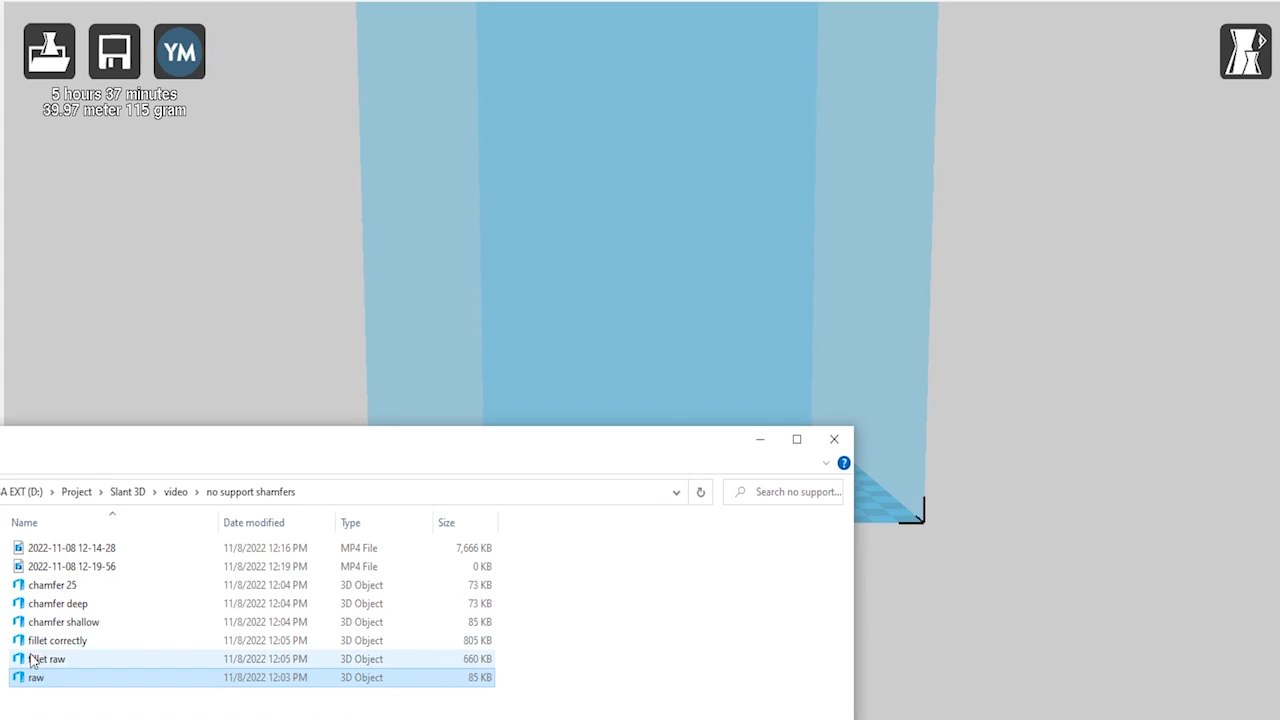 YM
5 hours 37 minutes
39.97 meter 115 gram
?
A EXT (D:) > Project > Slant 3D > video > no support shamfers
Search no support...
Name Date modified Type Size
2022-11-08 12-14-28 11/8/2022 12:16 PM MP4 File 7,666 KB
2022-11-08 12-19-56 11/8/2022 12:19 PM MP4 File 0 KB
chamfer 25 11/8/2022 12:04 PM 3D Object 73 KB
chamfer deep 11/8/2022 12:04 PM 3D Object 73 KB
chamfer shallow 11/8/2022 12:04 PM 3D Object 85 KB
fillet correctly 11/8/2022 12:05 PM 3D Object 805 KB
fillet raw 11/8/2022 12:05 PM 3D Object 660 KB
raw 11/8/2022 12:03 PM 3D Object 85 KB